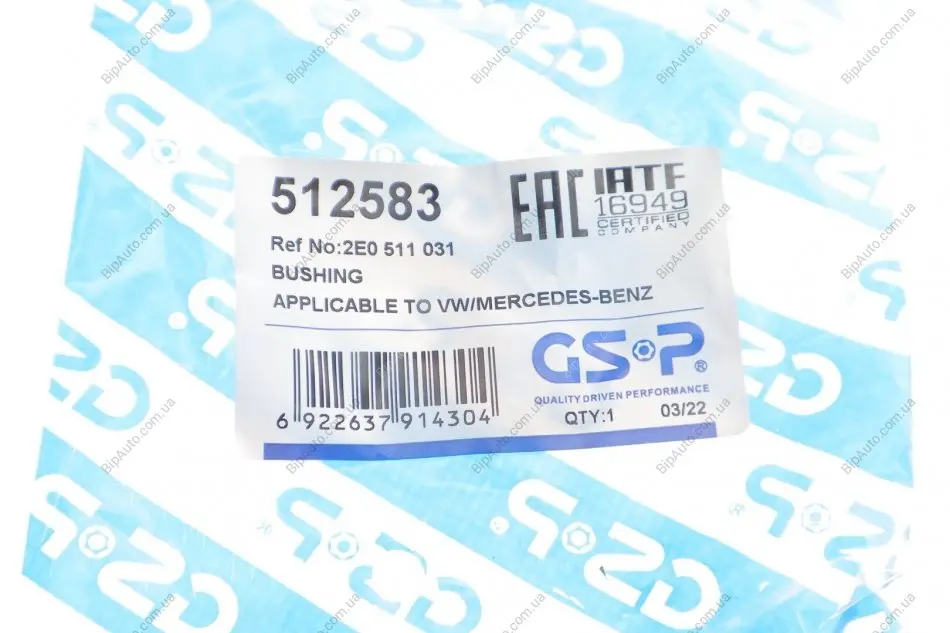 512583
EAC
IATF
16949
CERTIFIED
COMPANY
Ref No:2E0 511 031
BUSHING
APPLICABLE TO VW/MERCEDES-BENZ
GSP®
QUALITY DRIVEN PERFORMANCE
6 922637 914304
QTY:1 03/22
BipAuto.com.ua